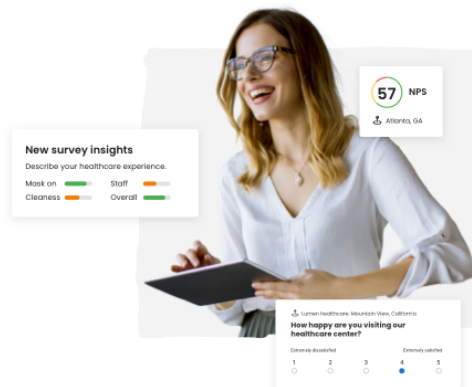 57 NPS
Atlanta, GA
New survey insights
Describe your healthcare experience.
Mask on Staff
Cleaness Overall
Lumen healthcare: Mountain View, California
How happy are you visiting our
healthcare center?
Extremely dissatisfied Extremely satisfied
1 2 3 4 5